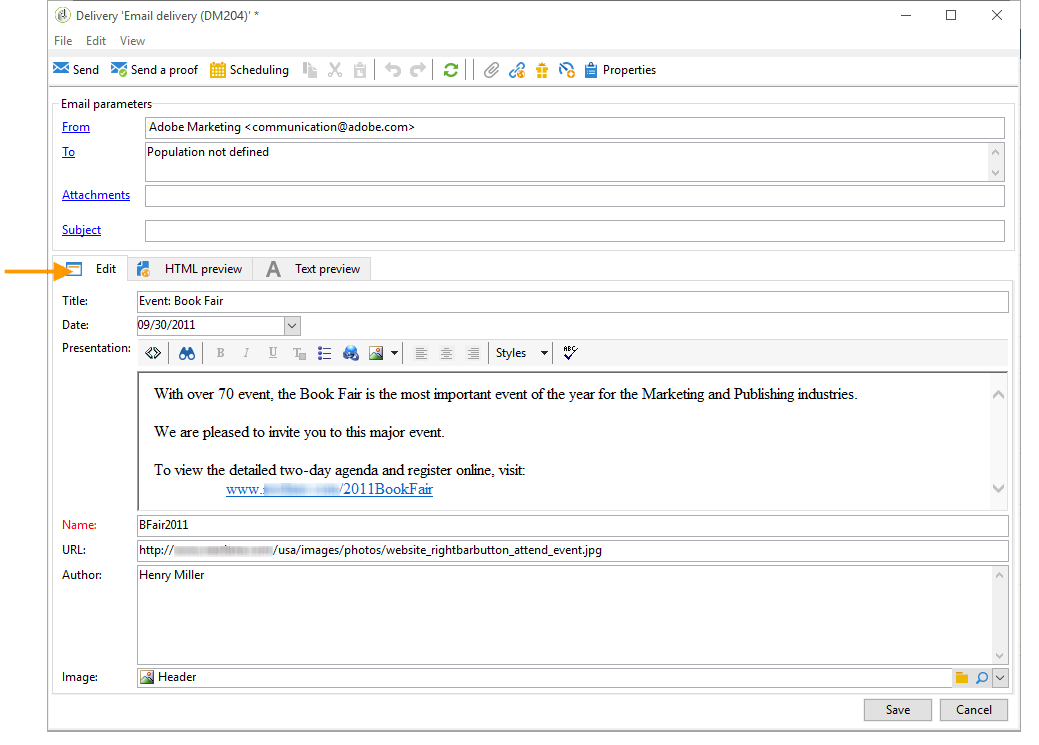 Delivery 'Email delivery (DM204)' *
File Edit View
Send Send a proof Scheduling Properties
Email parameters
From Adobe Marketing <communication@adobe.com>
To Population not defined
Attachments
Subject
Edit HTML preview A Text preview
Title: Event: Book Fair
Date: 09/30/2011
Presentation: B I U T Styles ABC
With over 70 event, the Book Fair is the most important event of the year for the Marketing and Publishing industries.
We are pleased to invite you to this major event.
To view the detailed two-day agenda and register online, visit:
www. /2011BookFair
Name: BFair2011
URL: http:// /usa/images/photos/website_rightbarbutton_attend_event.jpg
Author: Henry Miller
Image: Header
Save Cancel